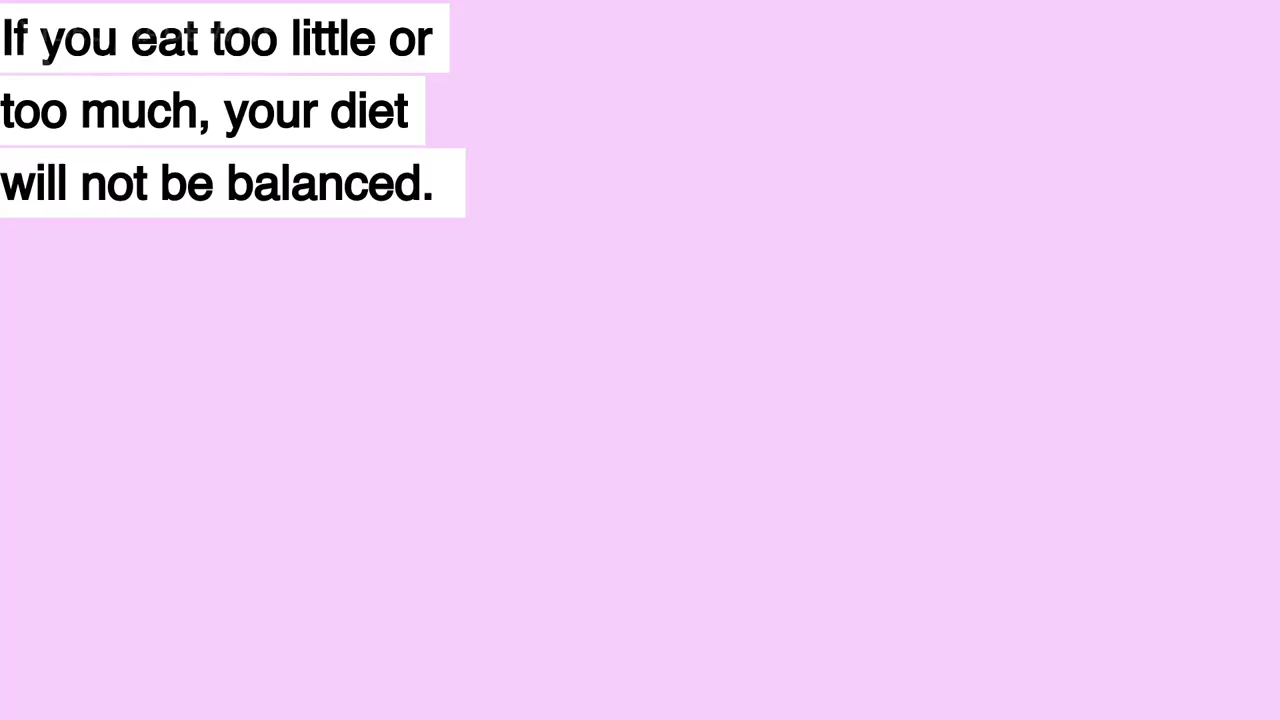 If you eat too little or
too much, your diet
will not be balanced.